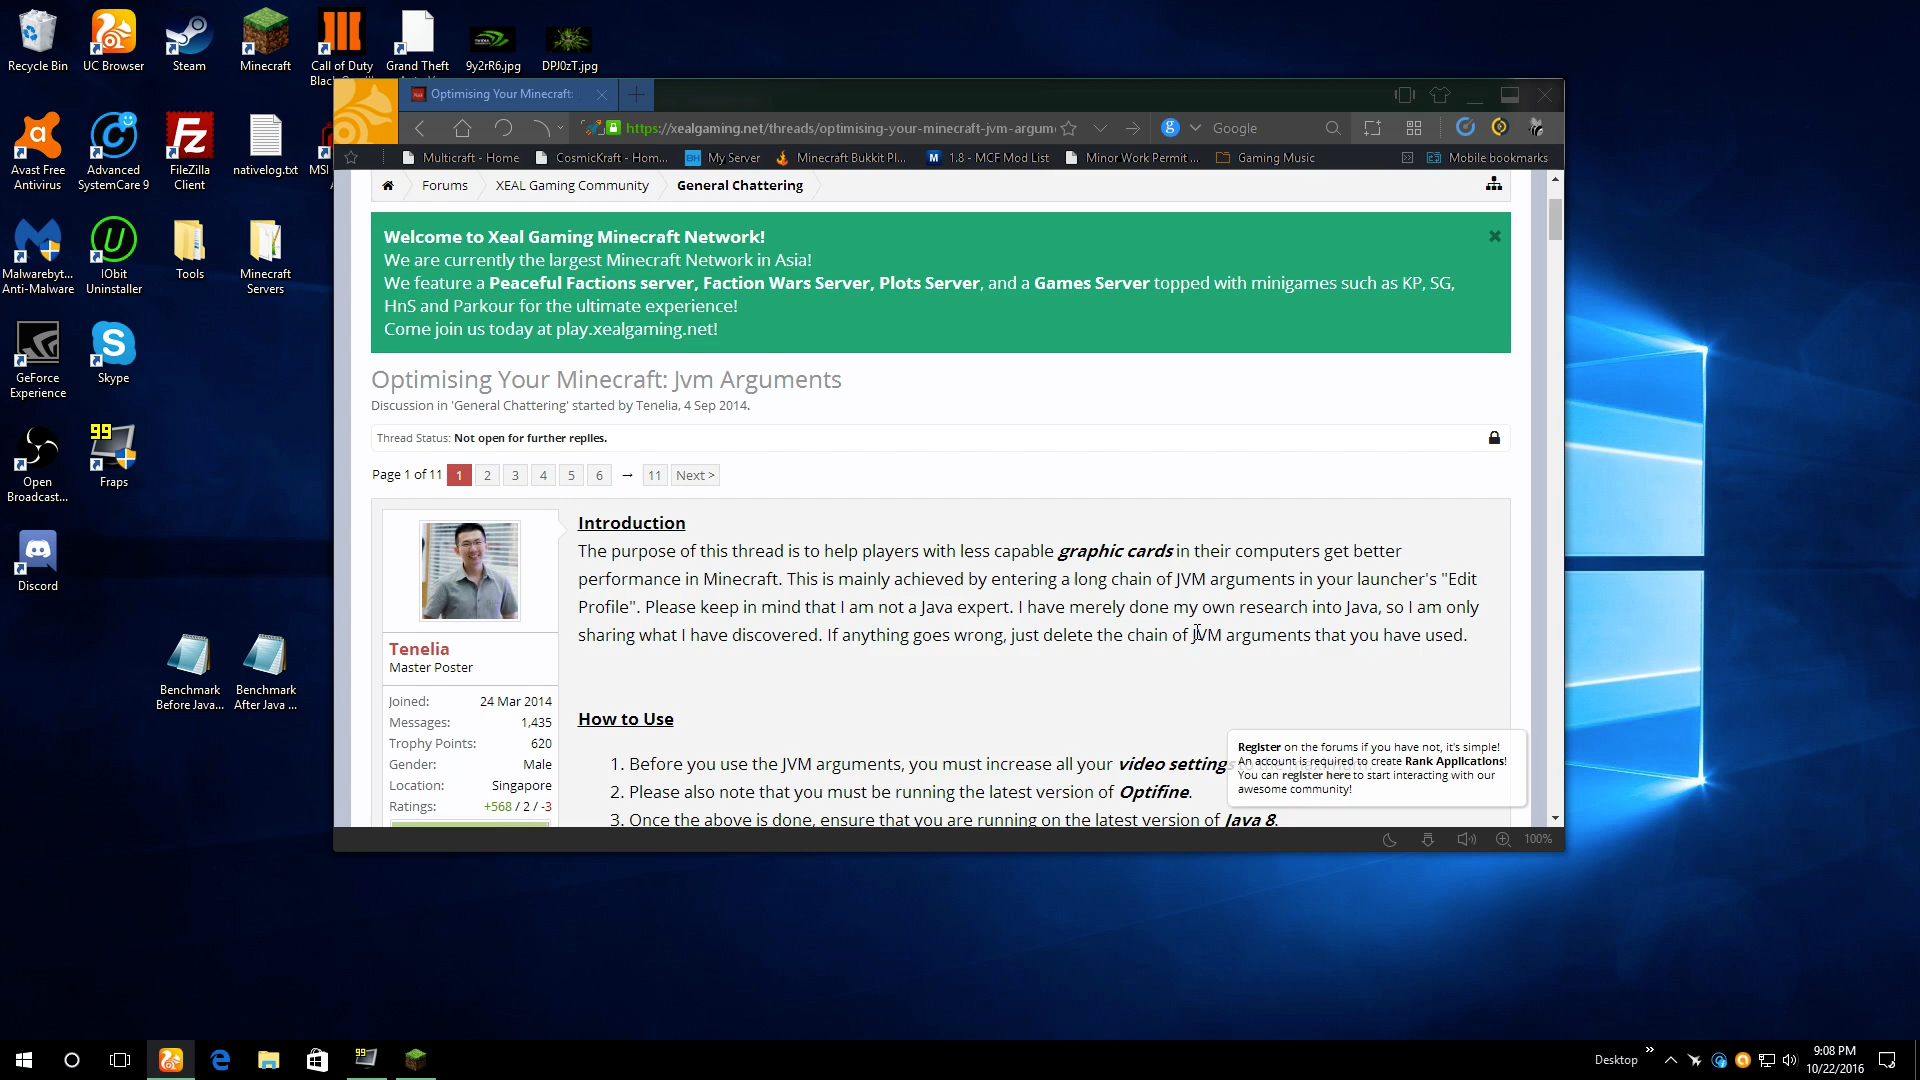 Recycle Bin
UC Browser
Steam
Minecraft
Call of Duty
Grand Theft
9y2rR6.jpg
DPJ0zT.jpg
Avast Free
Antivirus
Advanced
SystemCare 9
FileZilla
Client
nativelog.txt
MSI
Malwarebyt...
Anti-Malware
IObit
Uninstaller
Tools
Minecraft
Servers
GeForce
Experience
Skype
Open
Broadcast...
99
Fraps
Discord
Benchmark
Before Java...
Benchmark
After Java ...
Optimising Your Minecraft:
https://xealgaming.net/threads/optimising-your-minecraft-jvm-argum
Google
Multicraft - Home
CosmicKraft - Hom...
My Server
Minecraft Bukkit Pl...
1.8 - MCF Mod List
Minor Work Permit ...
Gaming Music
Mobile bookmarks
Forums
XEAL Gaming Community
General Chattering
Welcome to Xeal Gaming Minecraft Network!
We are currently the largest Minecraft Network in Asia!
We feature a Peaceful Factions server, Faction Wars Server, Plots Server, and a Games Server topped with minigames such as KP, SG,
HnS and Parkour for the ultimate experience!
Come join us today at play.xealgaming.net!
Optimising Your Minecraft: Jvm Arguments
Discussion in 'General Chattering' started by Tenelia, 4 Sep 2014.
Thread Status: Not open for further replies.
Page 1 of 11 1 2 3 4 5 6 → 11 Next >
Tenelia
Master Poster
Joined: 24 Mar 2014
Messages: 1,435
Trophy Points: 620
Gender: Male
Location: Singapore
Ratings: +568 / 2 / -3
Introduction
The purpose of this thread is to help players with less capable graphic cards in their computers get better
performance in Minecraft. This is mainly achieved by entering a long chain of JVM arguments in your launcher's "Edit
Profile". Please keep in mind that I am not a Java expert. I have merely done my own research into Java, so I am only
sharing what I have discovered. If anything goes wrong, just delete the chain of JVM arguments that you have used.
How to Use
1. Before you use the JVM arguments, you must increase all your video settings
2. Please also note that you must be running the latest version of Optifine.
3. Once the above is done, ensure that you are running on the latest version of Java 8.
Register on the forums if you have not, it's simple!
An account is required to create Rank Applications!
You can register here to start interacting with our
awesome community!
100%
99
Desktop
9:08 PM
10/22/2016